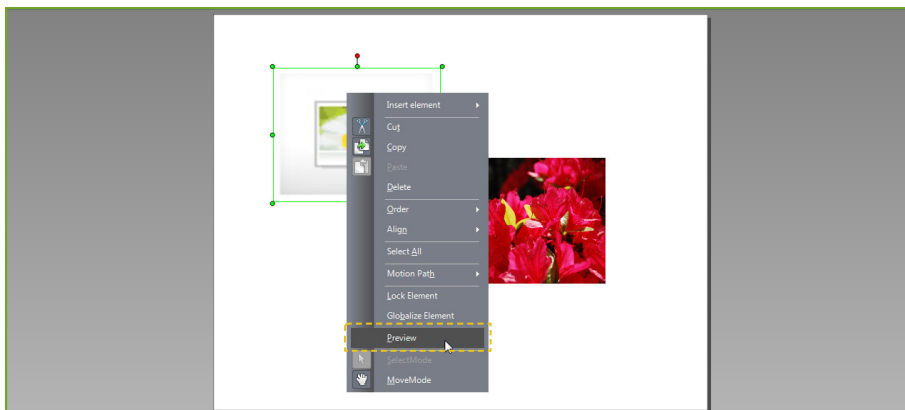 Insert element
Cut
Copy
Paste
Delete
Order
Align
Select All
Motion Path
Lock Element
Globalize Element
Preview
SelectMode
MoveMode